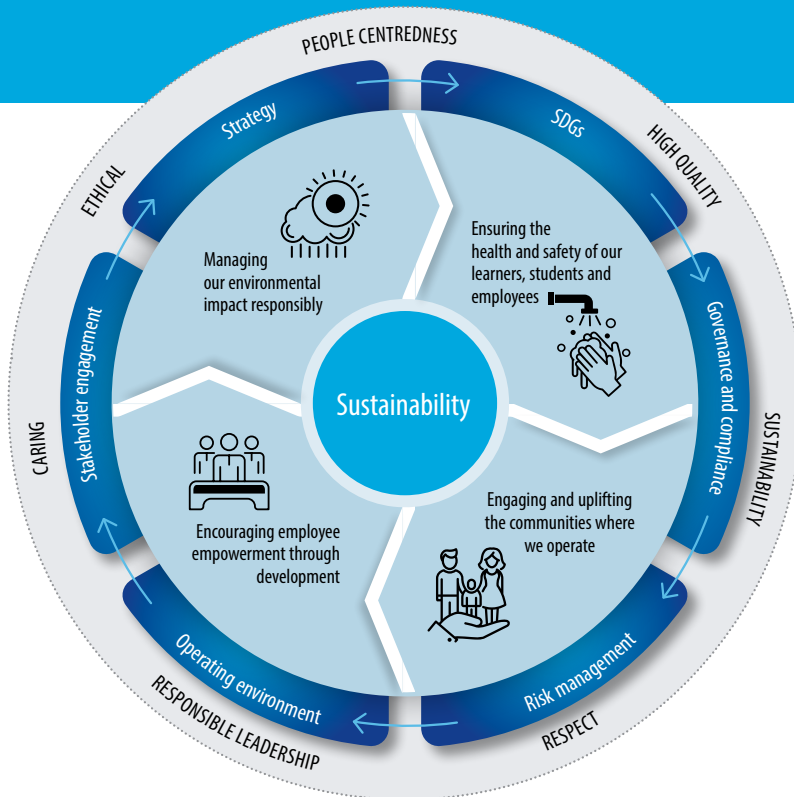 PEOPLE CENTREDNESS
HIGH QUALITY
SUSTAINABILITY
RESPECT
RESPONSIBLE LEADERSHIP
CARING
ETHICAL
Strategy
SDGs
Governance and compliance
Risk management
Operating environment
Stakeholder engagement
Managing
our environmental
impact responsibly
Ensuring the
health and safety of our
learners, students and
employees
Sustainability
Engaging and uplifting
the communities where
we operate
Encouraging employee
empowerment through
development